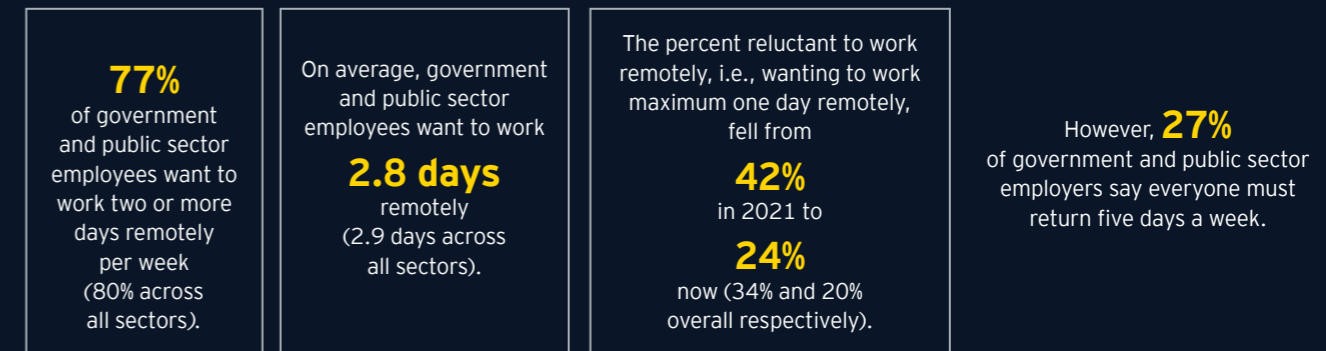 77%
of government
and public sector
employees want to
work two or more
days remotely
per week
(80% across
all sectors).
On average, government
and public sector
employees want to work
2.8 days
remotely
(2.9 days across
all sectors).
The percent reluctant to work
remotely, i.e., wanting to work
maximum one day remotely,
fell from
42%
in 2021 to
24%
now (34% and 20%
overall respectively).
However, 27%
of government and public sector
employers say everyone must
return five days a week.